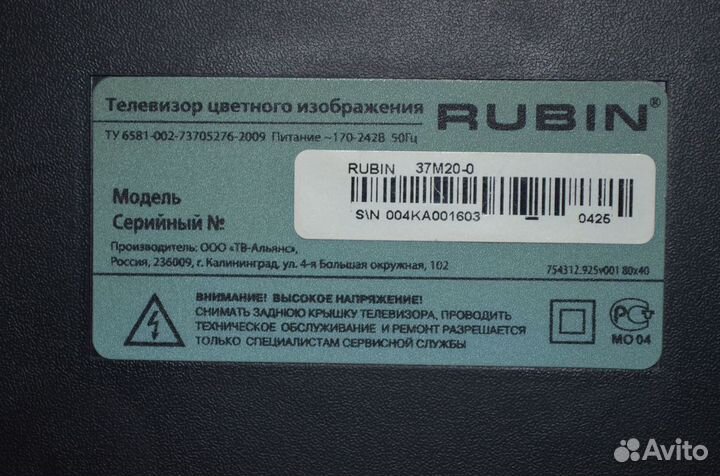 Телевизор цветного изображения RUBIN®
ТУ 6581-002-73705276-2009 Питание ~170-242В 50Гц
RUBIN 37M20-0
Модель
Серийный №
S\N 004KA001603 0425
Производитель: ООО «ТВ-Альянс»,
Россия, 236009, г. Калининград, ул. 4-я Большая окружная, 102
754312.925v001 80x40
ВНИМАНИЕ! ВЫСОКОЕ НАПРЯЖЕНИЕ!
СНИМАТЬ ЗАДНЮЮ КРЫШКУ ТЕЛЕВИЗОРА, ПРОВОДИТЬ
ТЕХНИЧЕСКОЕ ОБСЛУЖИВАНИЕ И РЕМОНТ РАЗРЕШАЕТСЯ
ТОЛЬКО СПЕЦИАЛИСТАМ СЕРВИСНОЙ СЛУЖБЫ
МО 04
Avito